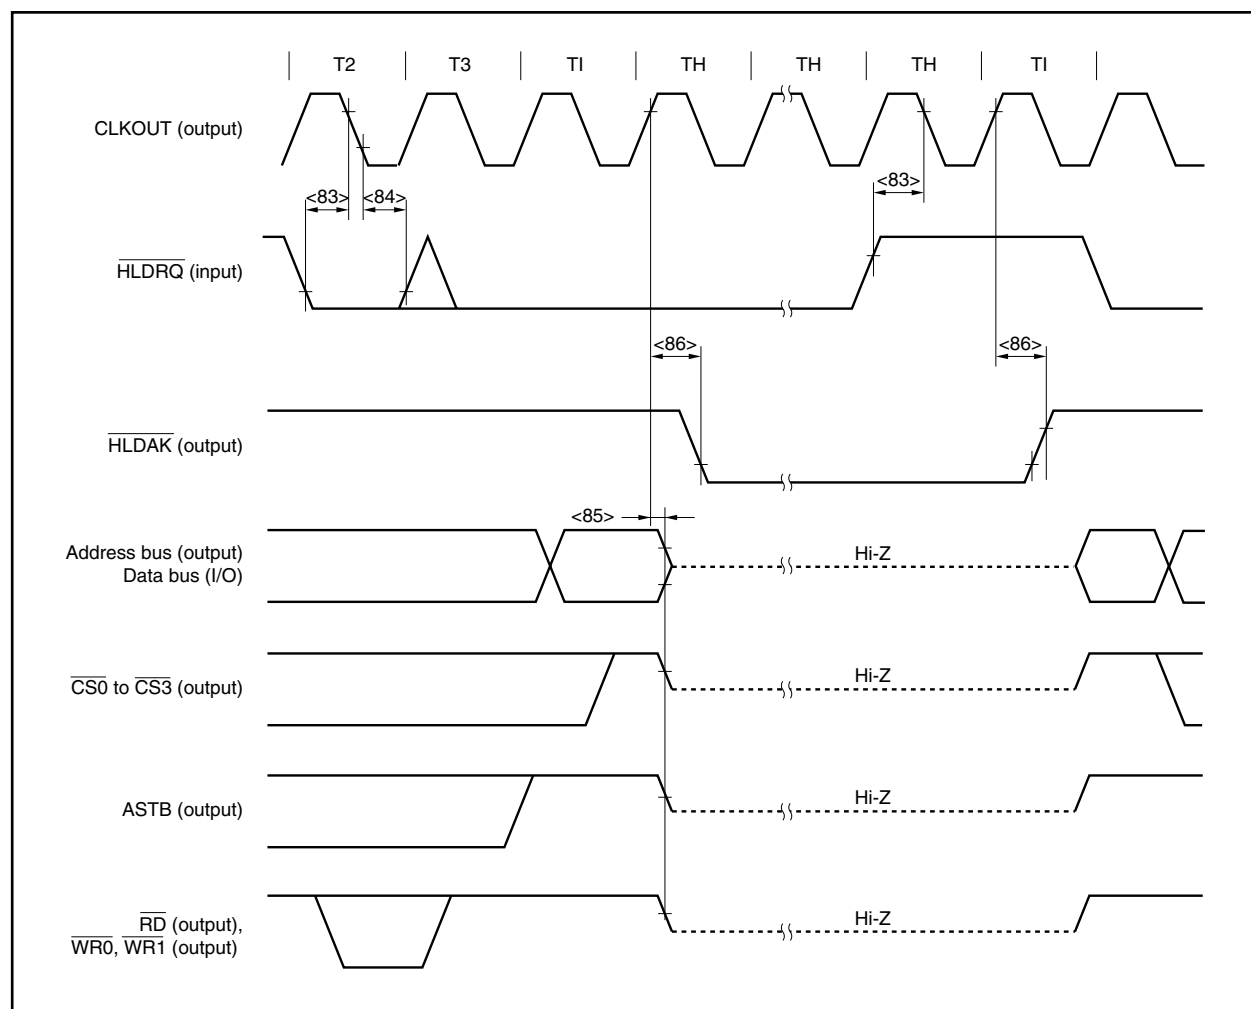 T2 T3 TI TH TH TH TI
CLKOUT (output)
<83> <84> <83>
HLDRQ (input)
<86> <86>
HLDAK (output)
<85>
Address bus (output)
Data bus (I/O)
Hi-Z
CS0 to CS3 (output)
Hi-Z
ASTB (output)
Hi-Z
RD (output),
WR0, WR1 (output)
Hi-Z